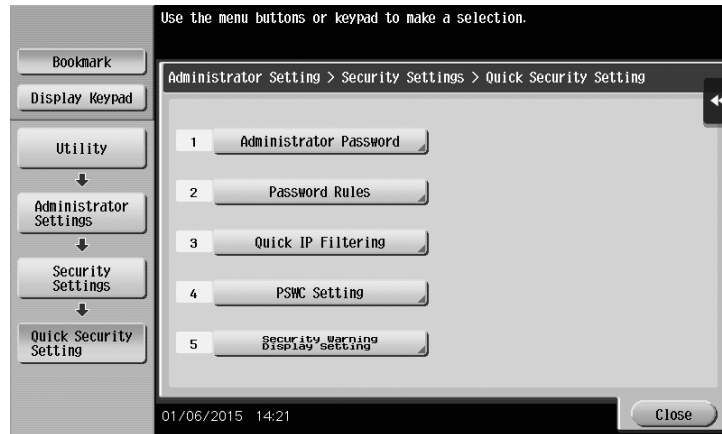 Use the menu buttons or keypad to make a selection.
Bookmark
Display Keypad
Utility
Administrator
Settings
Security
Settings
Quick Security
Setting
Administrator Setting > Security Settings > Quick Security Setting
1 Administrator Password
2 Password Rules
3 Quick IP Filtering
4 PSWC Setting
5 Security Warning
Display Setting
01/06/2015 14:21
Close